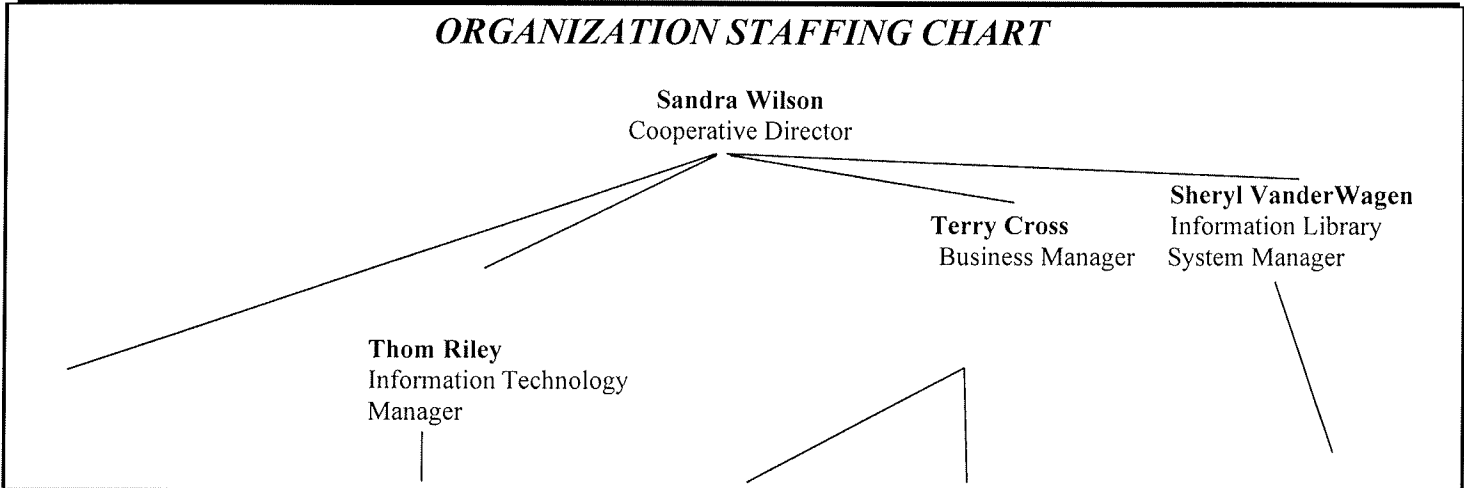 ORGANIZATION STAFFING CHART
Sandra Wilson
Cooperative Director
Sheryl VanderWagen
Information Library
System Manager
Terry Cross
Business Manager
Thom Riley
Information Technology
Manager